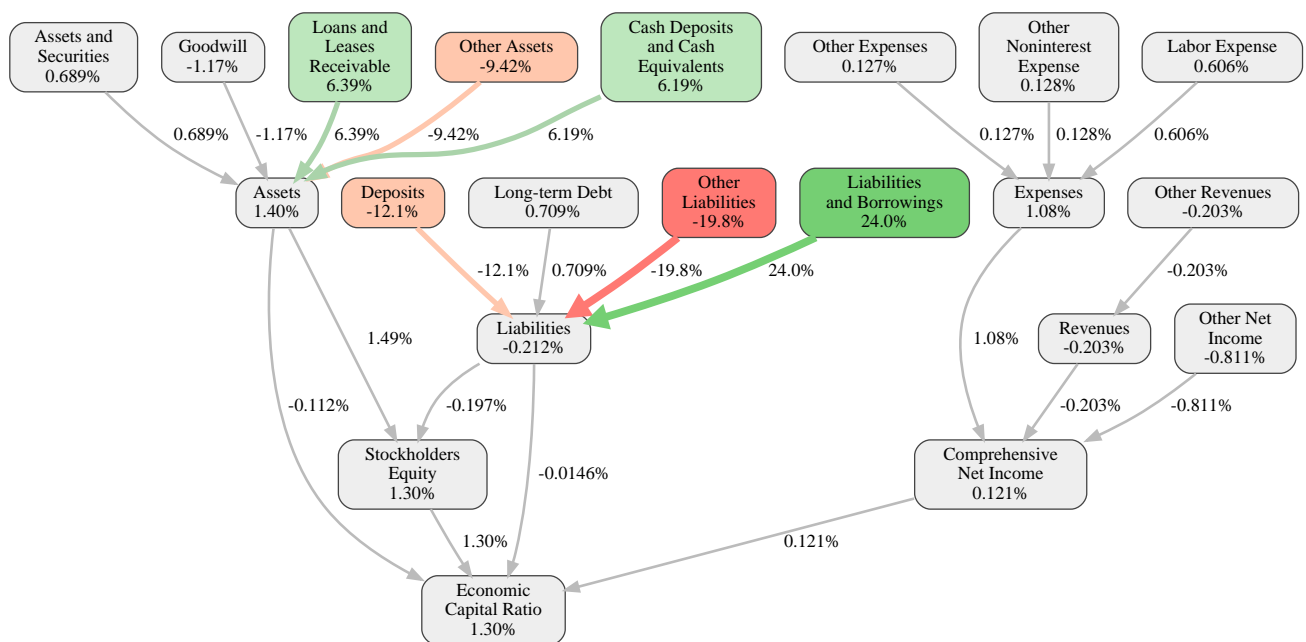 Assets and
Securities
0.689%
Goodwill
-1.17%
Loans and
Leases
Receivable
6.39%
Other Assets
-9.42%
Cash Deposits
and Cash
Equivalents
6.19%
Other Expenses
0.127%
Other
Noninterest
Expense
0.128%
Labor Expense
0.606%
0.689%
-1.17%
6.39%
-9.42%
6.19%
0.127%
0.128%
0.606%
Assets
1.40%
Deposits
-12.1%
Long-term Debt
0.709%
Other
Liabilities
-19.8%
Liabilities
and Borrowings
24.0%
Expenses
1.08%
Other Revenues
-0.203%
-12.1%
0.709%
-19.8%
24.0%
-0.203%
1.49%
Liabilities
-0.212%
1.08%
Revenues
-0.203%
Other Net
Income
-0.811%
-0.112%
-0.197%
-0.203%
-0.811%
Stockholders
Equity
1.30%
-0.0146%
Comprehensive
Net Income
0.121%
1.30%
0.121%
Economic
Capital Ratio
1.30%